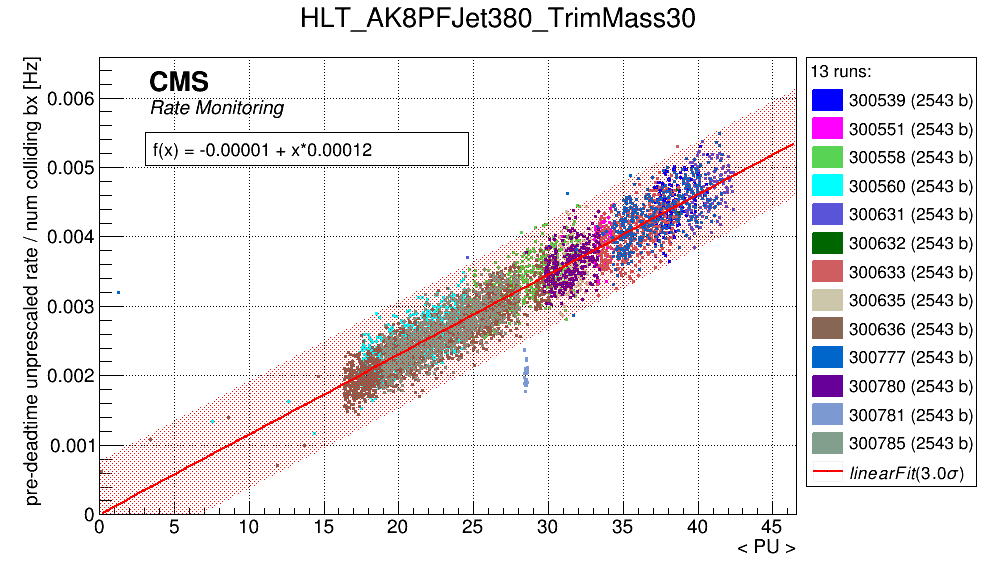 HLT_AK8PFJet380_TrimMass30
pre-deadtime unprescaled rate / num colliding bx [Hz]
CMS
Rate Monitoring
f(x) = -0.00001 + x*0.00012
0.006
0.005
0.004
0.003
0.002
0.001
0
0 5 10 15 20 25 30 35 40 45
< PU >
13 runs:
300539 (2543 b)
300551 (2543 b)
300558 (2543 b)
300560 (2543 b)
300631 (2543 b)
300632 (2543 b)
300633 (2543 b)
300635 (2543 b)
300636 (2543 b)
300777 (2543 b)
300780 (2543 b)
300781 (2543 b)
300785 (2543 b)
linearFit(3.0σ)